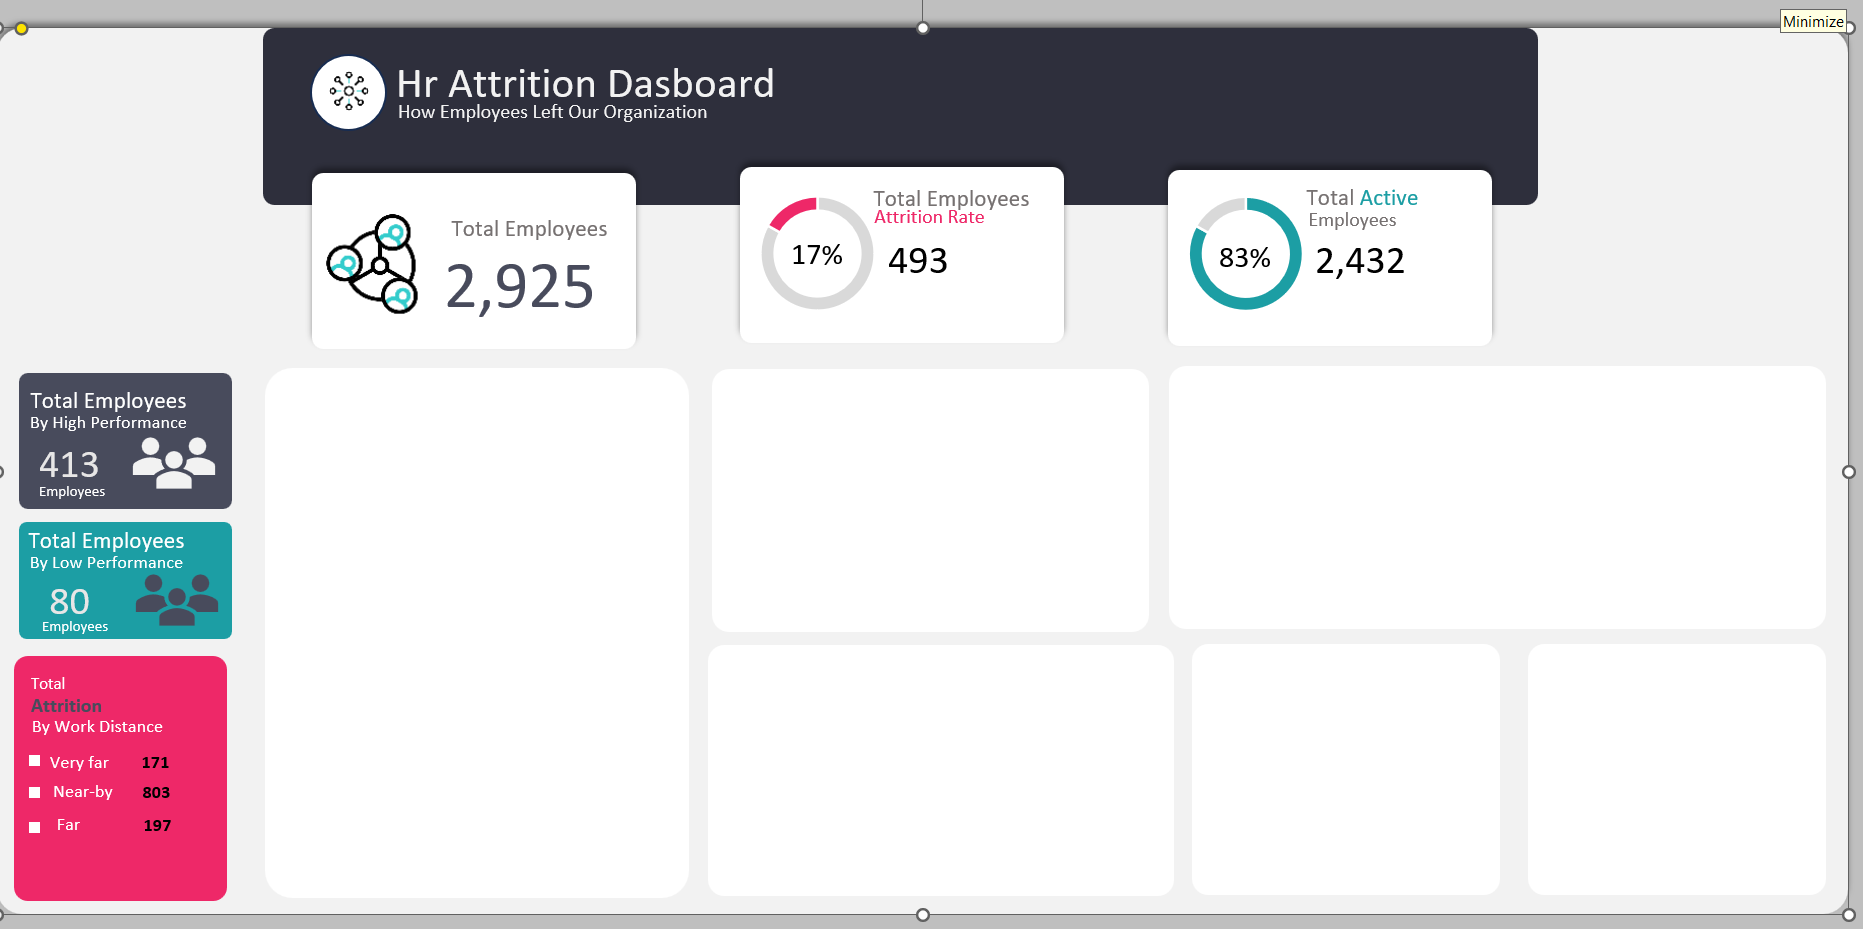 Minimize
Hr Attrition Dasboard
How Employees Left Our Organization
Total Employees
2,925
Total Employees
Attrition Rate
17%
493
Total Active
Employees
83%
2,432
Total Employees
By High Performance
413
Employees
Total Employees
By Low Performance
80
Employees
Total
Attrition
By Work Distance
Very far 171
Near-by 803
Far 197